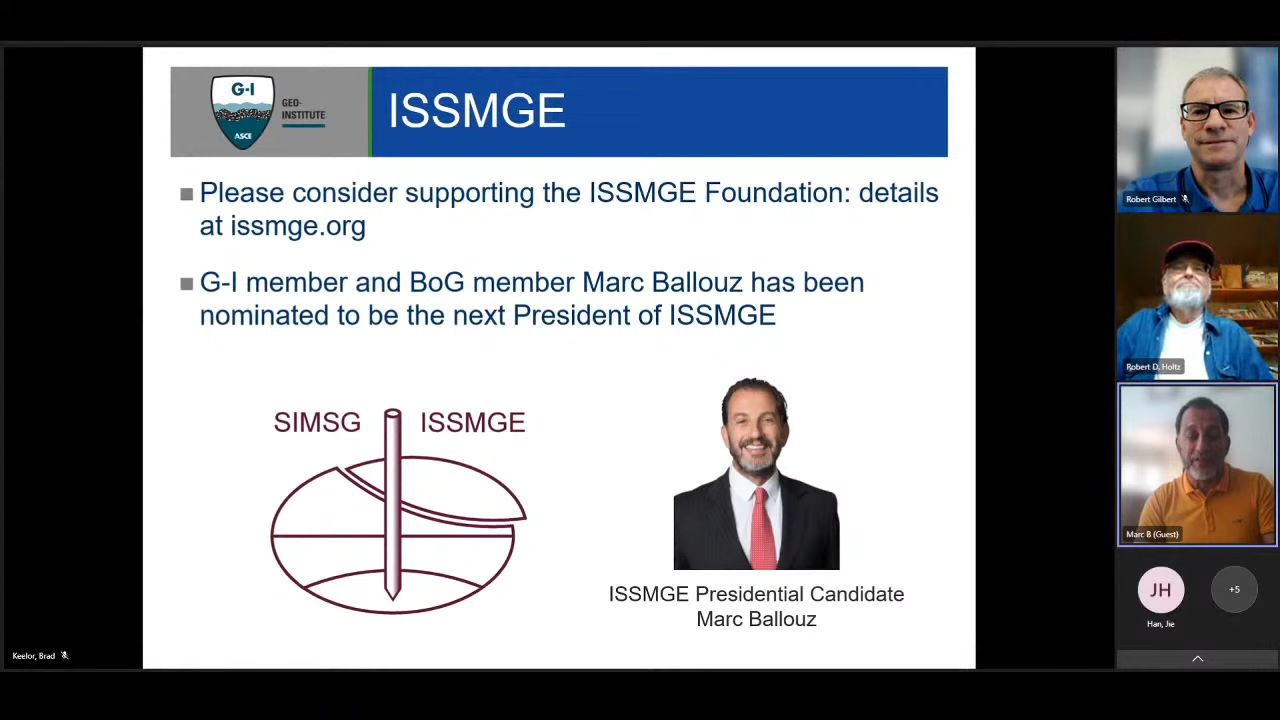 G-I
ASCE
GEO-
INSTITUTE
ISSMGE
Please consider supporting the ISSMGE Foundation: details
at issmge.org
G-I member and BoG member Marc Ballouz has been
nominated to be the next President of ISSMGE
SIMSG ISSMGE
ISSMGE Presidential Candidate
Marc Ballouz
Keelor, Brad
Robert Gilbert
Robert D. Holtz
Marc B (Guest)
JH
Han, Jie
+5